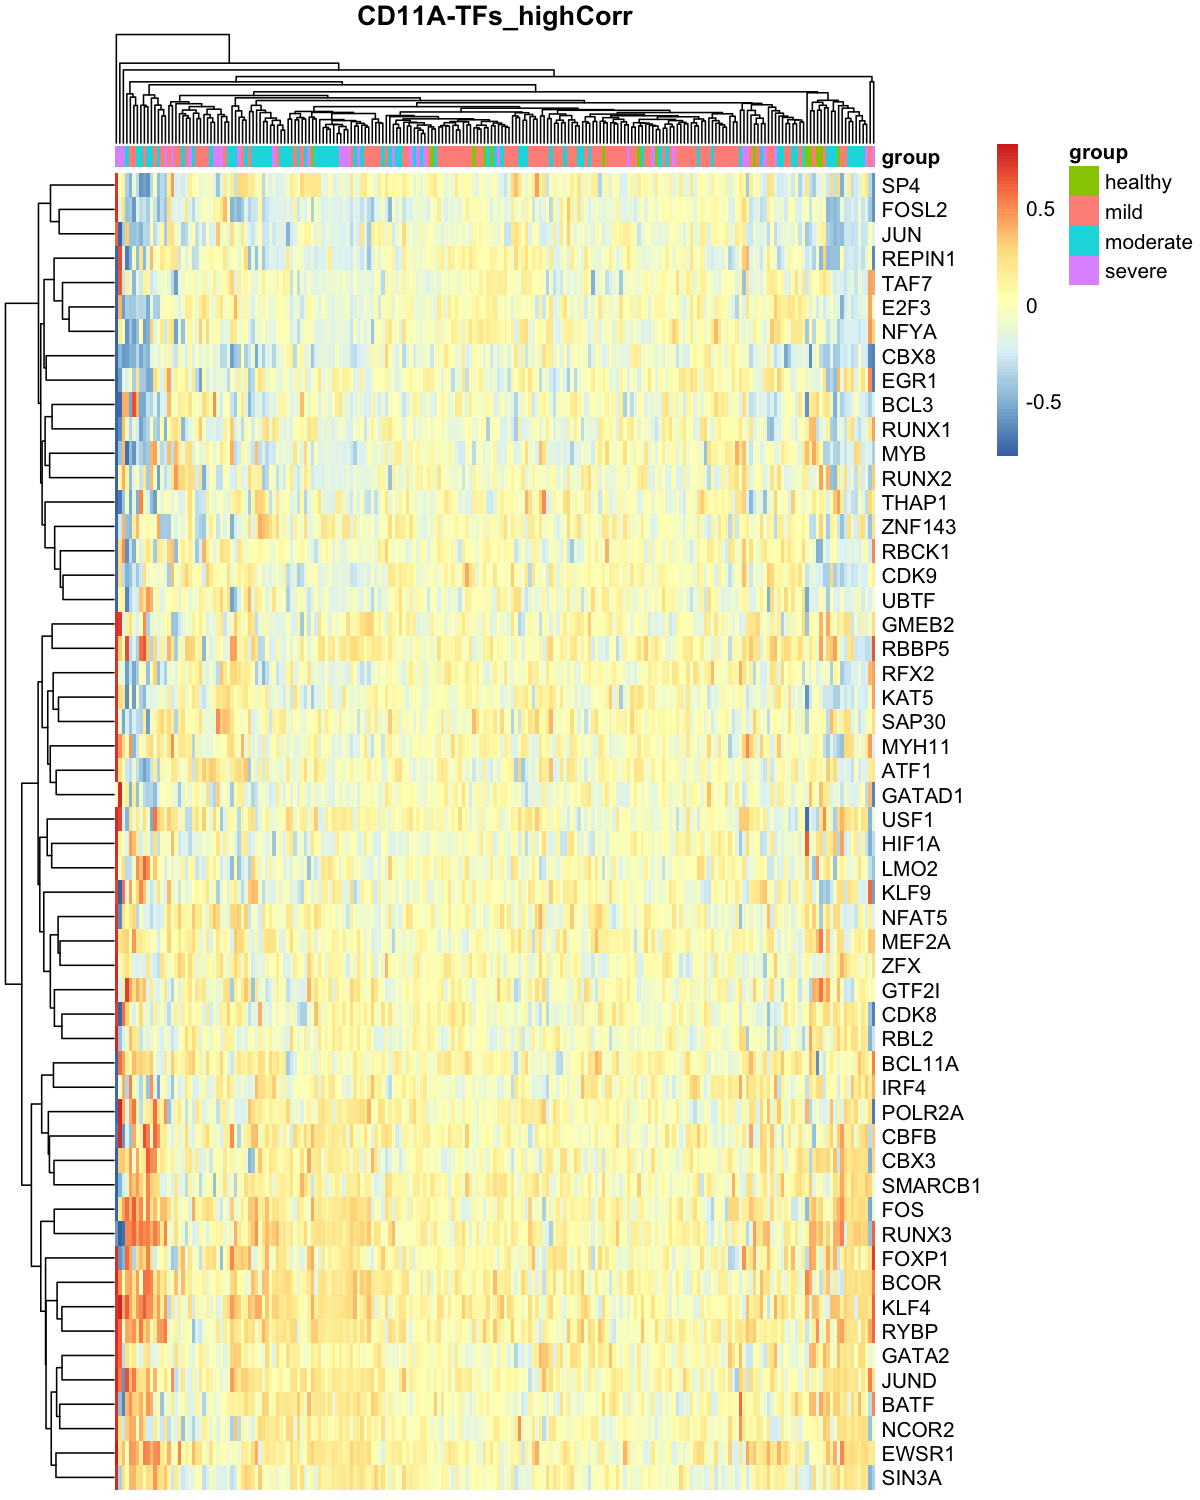 CD11A-TFs_highCorr
group
SP4
FOSL2
JUN
REPIN1
TAF7
E2F3
NFYA
CBX8
EGR1
BCL3
RUNX1
MYB
RUNX2
THAP1
ZNF143
RBCK1
CDK9
UBTF
GMEB2
RBBP5
RFX2
KAT5
SAP30
MYH11
ATF1
GATAD1
USF1
HIF1A
LMO2
KLF9
NFAT5
MEF2A
ZFX
GTF2I
CDK8
RBL2
BCL11A
IRF4
POLR2A
CBFB
CBX3
SMARCB1
FOS
RUNX3
FOXP1
BCOR
KLF4
RYBP
GATA2
JUND
BATF
NCOR2
EWSR1
SIN3A
0.5
0
-0.5
group
healthy
mild
moderate
severe